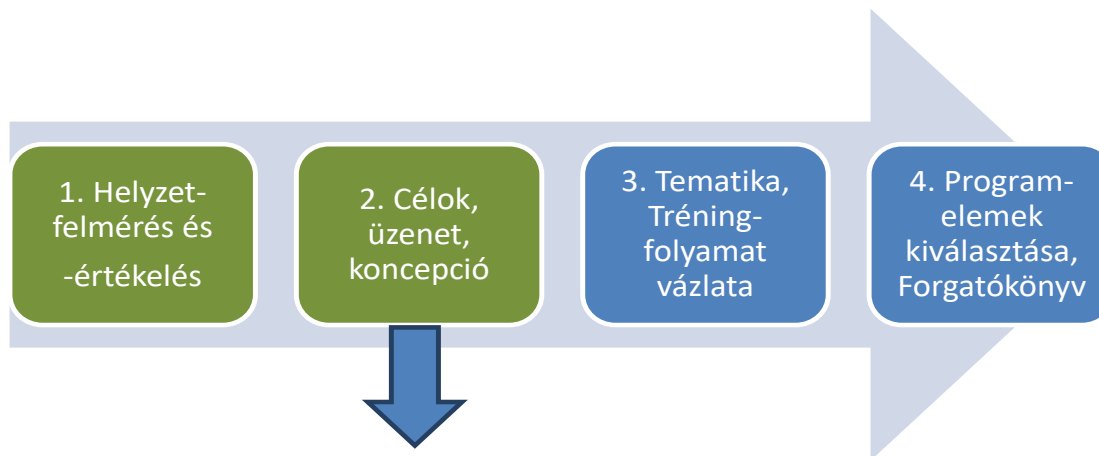 1. Helyzet-
felmérés és
-értékelés
2. Célok,
üzenet,
koncepció
3. Tematika,
Tréning-
folyamat
vázlata
4. Program-
elemek
kiválasztása,
Forgatókönyv